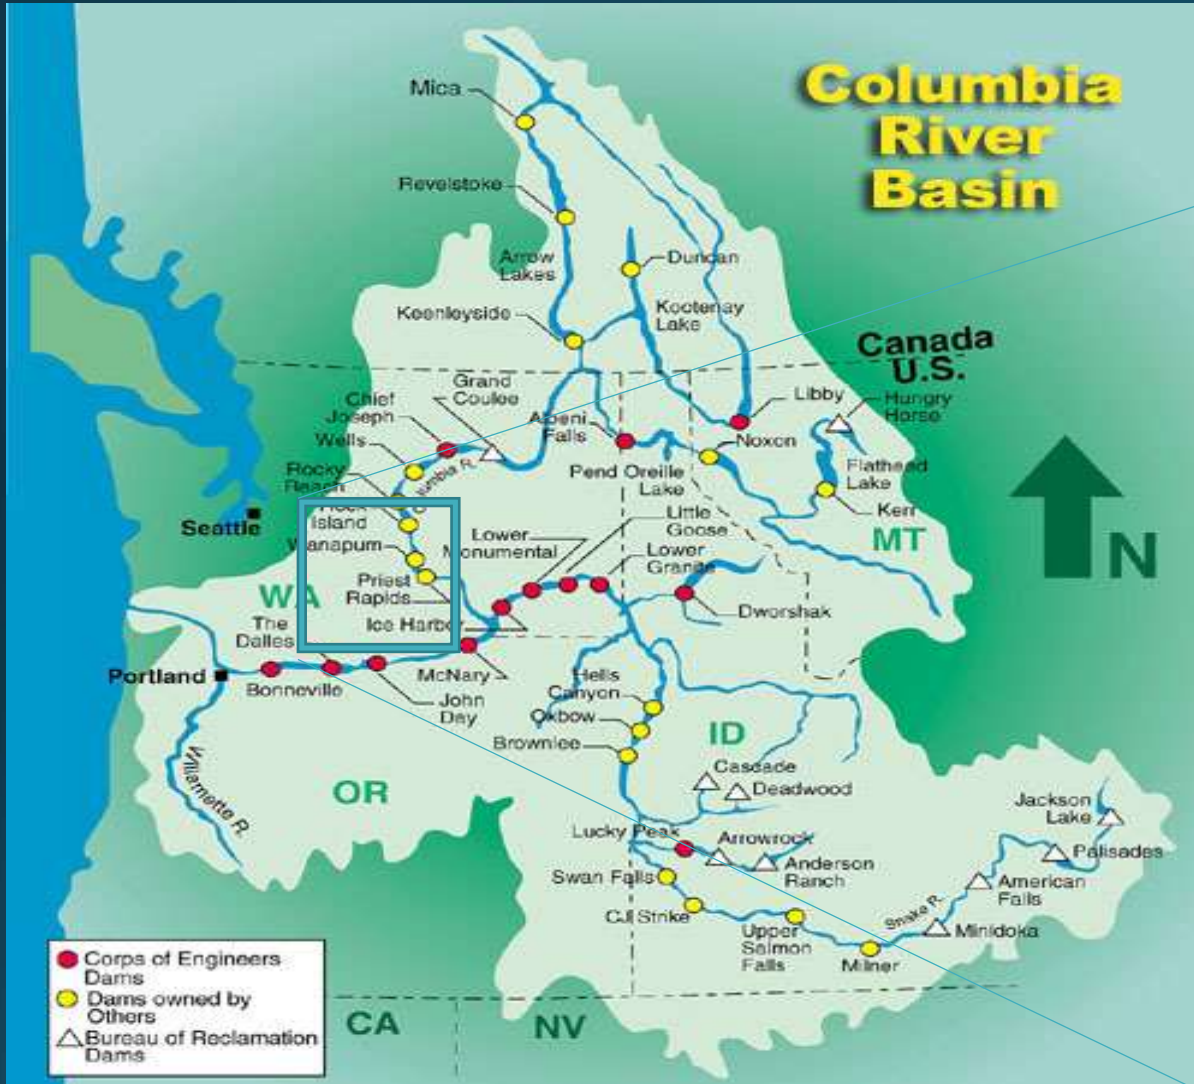 Columbia
River
Basin
Mica
Revelstoke
Arrow
Lakes
Duncan
Keenleyside
Kootenay
Lake
Canada
U.S.
Grand
Coulee
Chief
Joseph
Libby
Hungry
Horse
Albeni
Falls
Wells
Noxon
Rocky
Reach
umbia R.
Pend Oreille
Lake
Flathead
Lake
Kerr
Seattle
Rock
Island
Lower
Monumental
Little
Goose
MT
N
Wanapum
Lower
Granite
Priest
Rapids
WA
Ice Harbor
Dworshak
The
Dalles
Portland
Bonneville
McNary
John
Day
Hells
Canyon
Oxbow
Brownlee
ID
Willamette R.
OR
Cascade
Deadwood
Jackson
Lake
Lucky Peak
Arrowrock
Anderson
Ranch
Palisades
Swan Falls
American
Falls
CJ Strike
Snake R.
Upper
Salmon
Falls
Minidoka
Milner
Corps of Engineers
Dams
Dams owned by
Others
Bureau of Reclamation
Dams
CA
NV